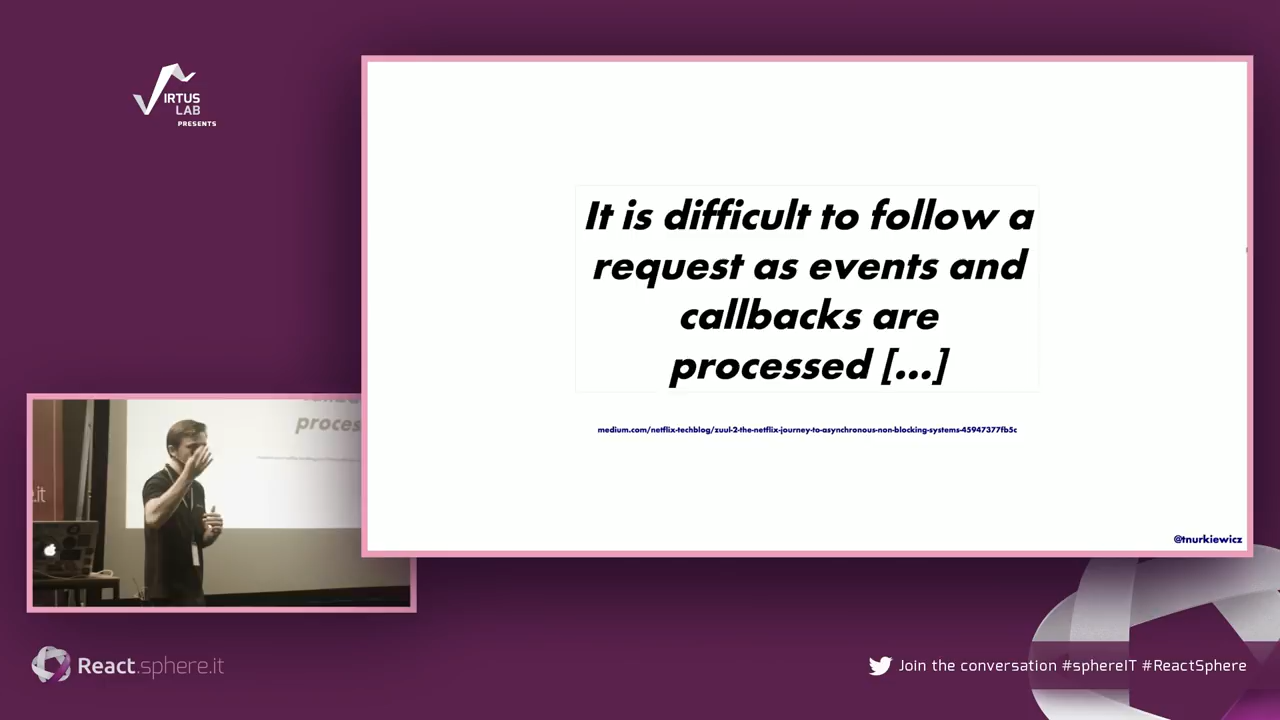 VIRTUS
LAB
PRESENTS
It is difficult to follow a
request as events and
callbacks are
processed [...]
medium.com/netflix-techblog/zuul-2-the-netflix-journey-to-asynchronous-non-blocking-systems-45947377fb5c
@tnurkiewicz
proces
.it
React.sphere.it
Join the conversation #sphereIT #ReactSphere